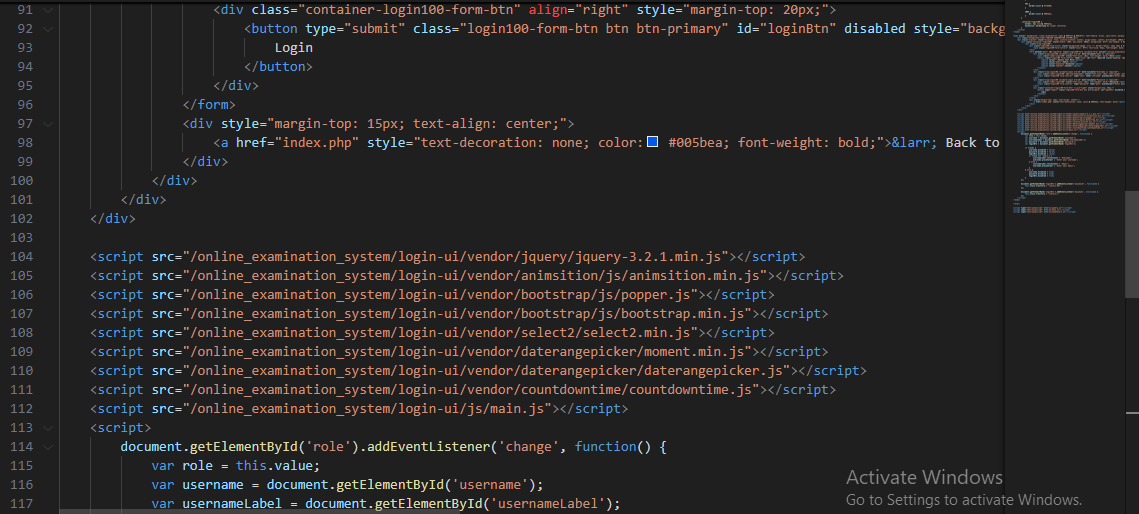 91 <div class="container-login100-form-btn" align="right" style="margin-top: 20px;">
92 <button type="submit" class="login100-form-btn btn btn-primary" id="loginBtn" disabled style="backg
93 Login
94 </button>
95 </div>
96 </form>
97 <div style="margin-top: 15px; text-align: center;">
98 <a href="index.php" style="text-decoration: none; color: #005bea; font-weight: bold;">&larr; Back to
99 </div>
100 </div>
101 </div>
102 </div>
103
104 <script src="/online_examination_system/login-ui/vendor/jquery/jquery-3.2.1.min.js"></script>
105 <script src="/online_examination_system/login-ui/vendor/animsition/js/animsition.min.js"></script>
106 <script src="/online_examination_system/login-ui/vendor/bootstrap/js/popper.js"></script>
107 <script src="/online_examination_system/login-ui/vendor/bootstrap/js/bootstrap.min.js"></script>
108 <script src="/online_examination_system/login-ui/vendor/select2/select2.min.js"></script>
109 <script src="/online_examination_system/login-ui/vendor/daterangepicker/moment.min.js"></script>
110 <script src="/online_examination_system/login-ui/vendor/daterangepicker/daterangepicker.js"></script>
111 <script src="/online_examination_system/login-ui/vendor/countdowntime/countdowntime.js"></script>
112 <script src="/online_examination_system/login-ui/js/main.js"></script>
113 <script>
114 document.getElementById('role').addEventListener('change', function() {
115 var role = this.value;
116 var username = document.getElementById('username');
117 var usernameLabel = document.getElementById('usernameLabel');
Activate Windows
Go to Settings to activate Windows.